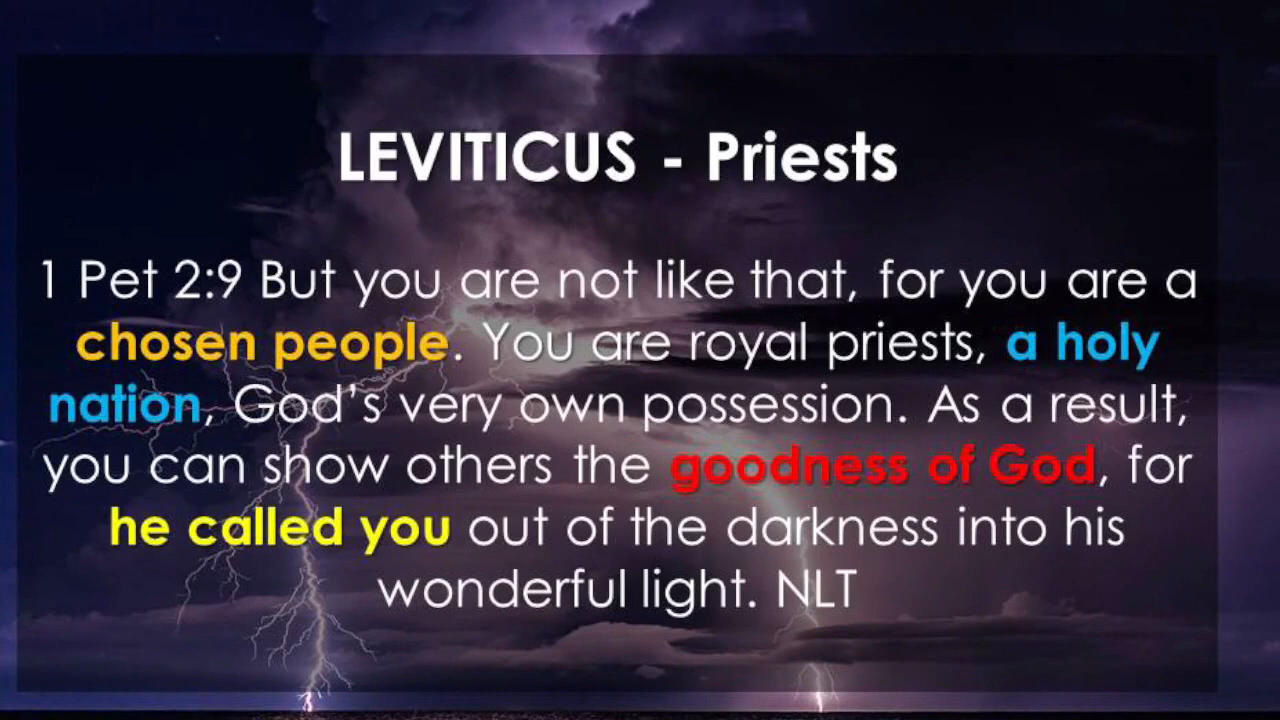 LEVITICUS - Priests
1 Pet 2:9 But you are not like that, for you are a
chosen people. You are royal priests, a holy
nation, God’s very own possession. As a result,
you can show others the goodness of God, for
he called you out of the darkness into his
wonderful light. NLT